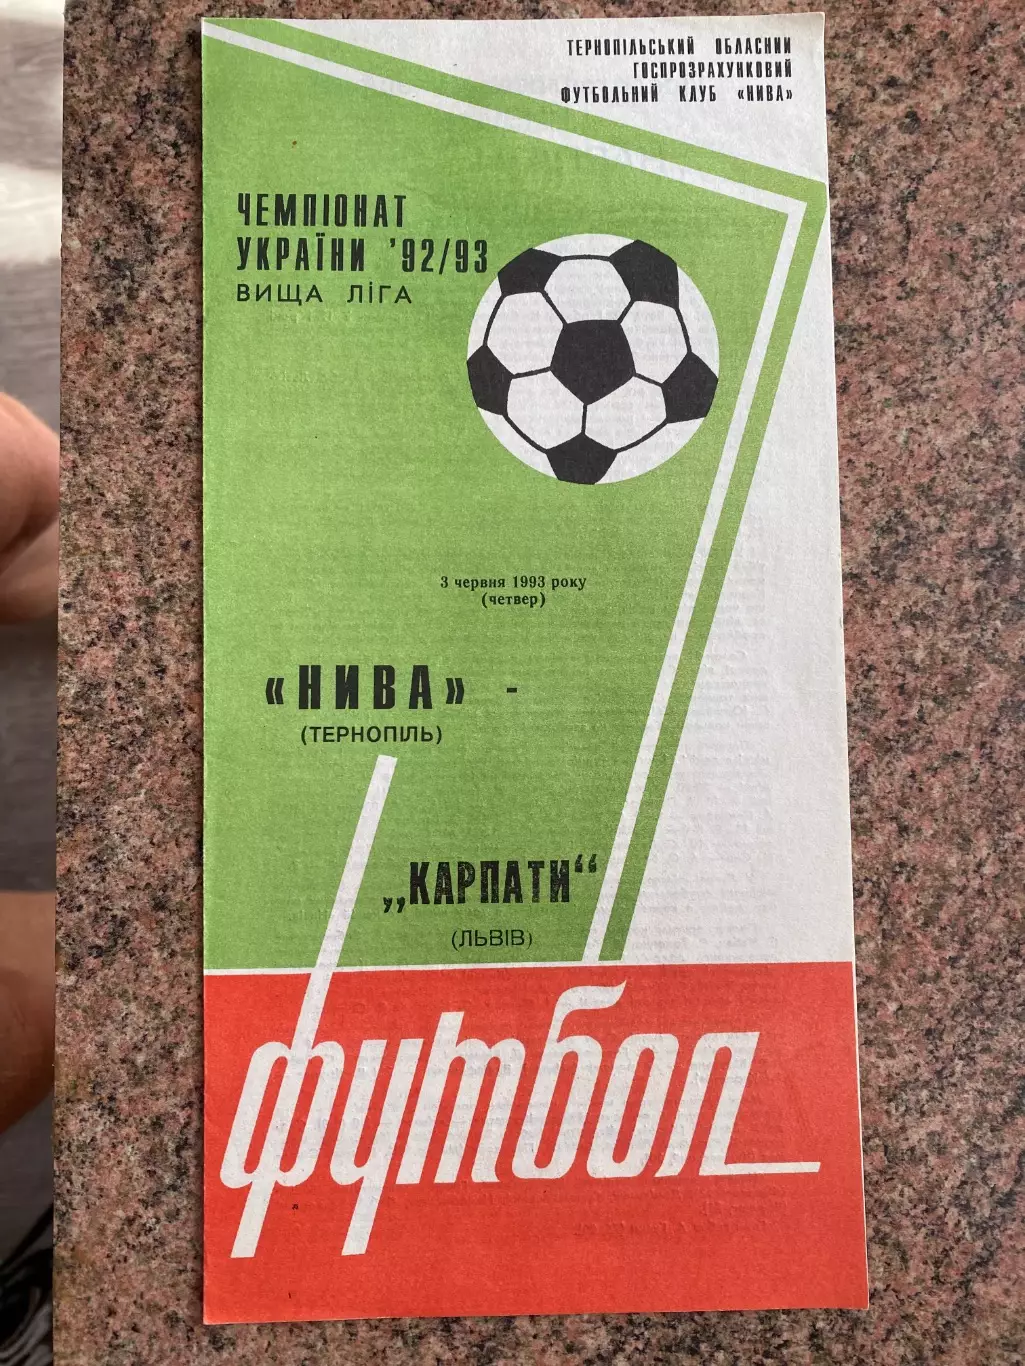 ТЕРНОПІЛЬСЬКИЙ ОБЛАСНИЙ
ГОСПРОЗРАХУНКОВИЙ
ФУТБОЛЬНИЙ КЛУБ «НИВА»
ЧЕМПІОНАТ
УКРАЇНИ '92/93
ВИЩА ЛІГА
3 червня 1993 року
(четвер)
«НИВА» -
(ТЕРНОПІЛЬ)
„КАРПАТИ“
(ЛЬВІВ)
футбол